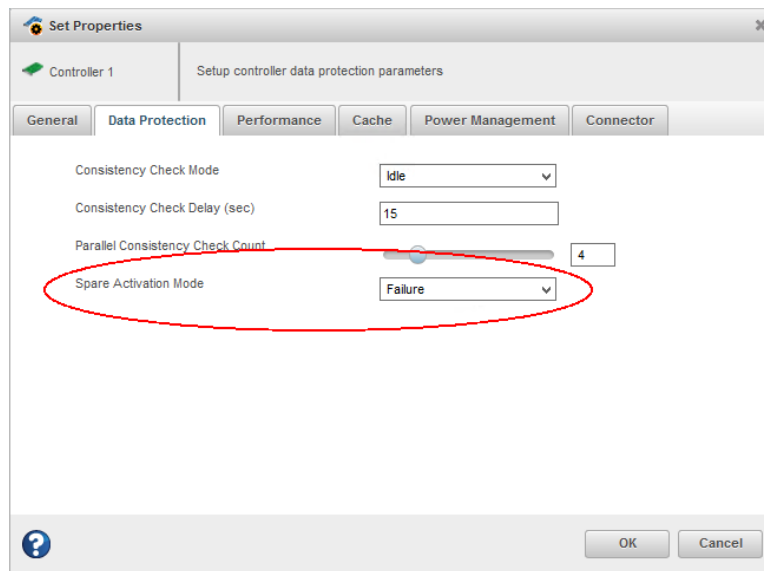 Set Properties
Controller 1
Setup controller data protection parameters
General
Data Protection
Performance
Cache
Power Management
Connector
Consistency Check Mode
Idle
Consistency Check Delay (sec)
15
Parallel Consistency Check Count
4
Spare Activation Mode
Failure
?
OK
Cancel